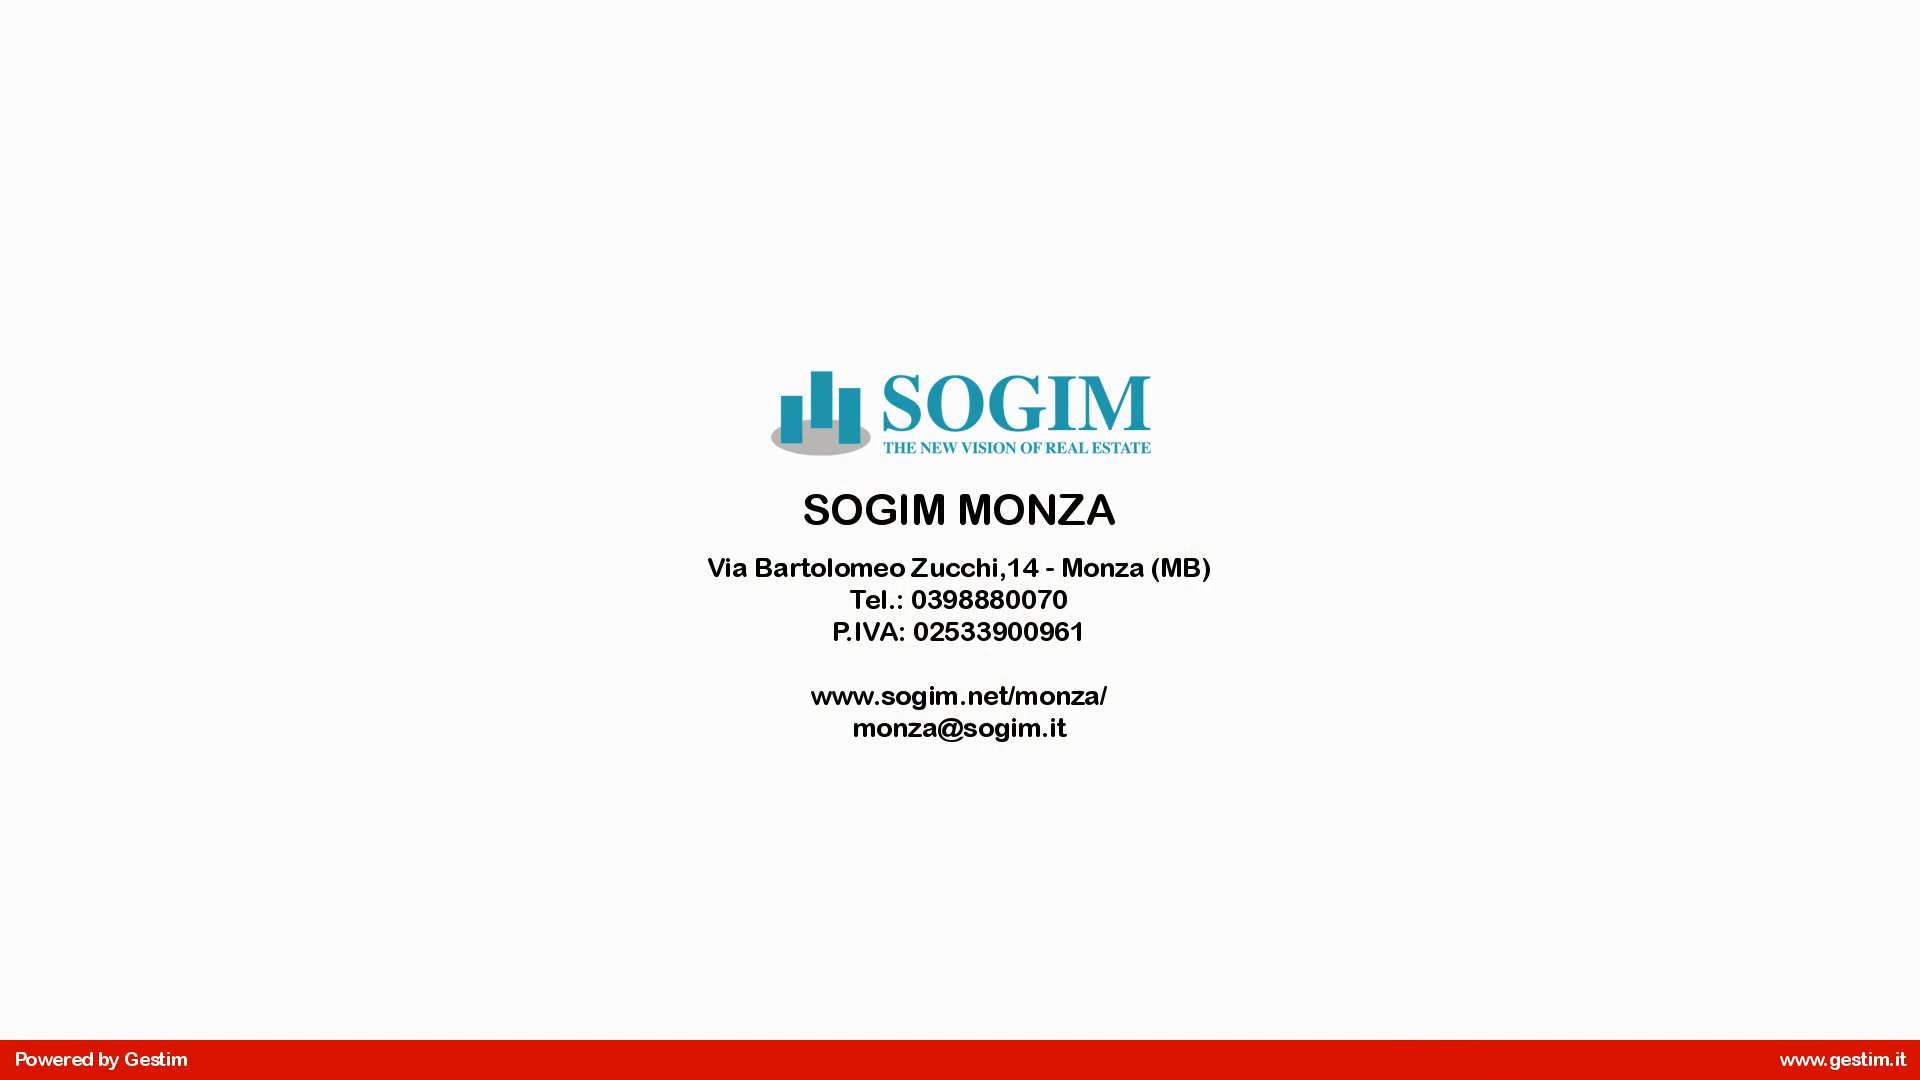 SOGIM
THE NEW VISION OF REAL ESTATE
SOGIM MONZA
Via Bartolomeo Zucchi,14 - Monza (MB)
Tel.: 0398880070
P.IVA: 02533900961
www.sogim.net/monza/
monza@sogim.it
Powered by Gestim
www.gestim.it